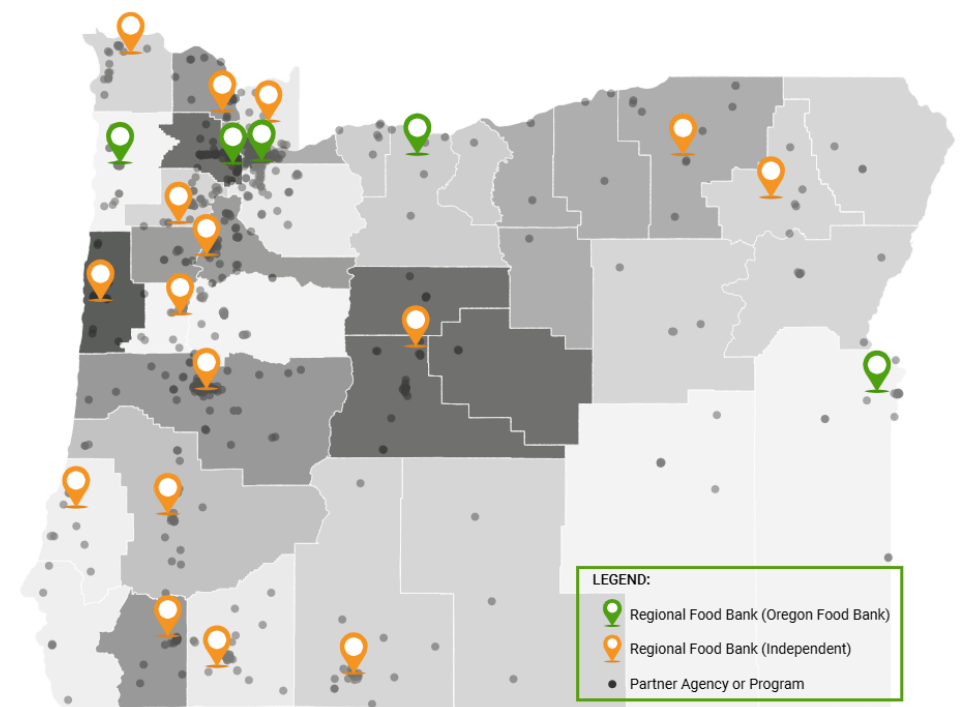 LEGEND:
Regional Food Bank (Oregon Food Bank)
Regional Food Bank (Independent)
Partner Agency or Program